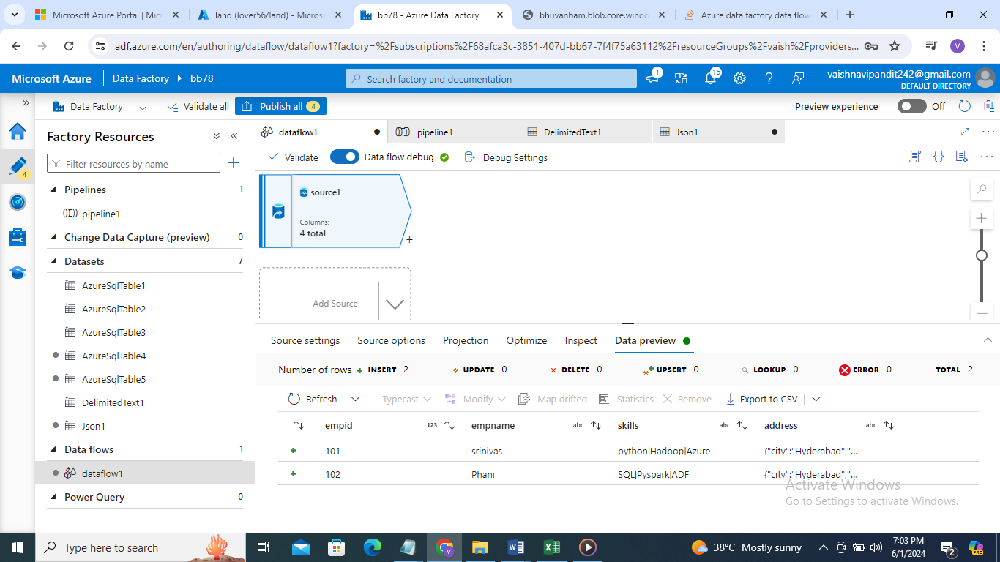 Microsoft Azure Portal | Micr
land (lover56/land) - Microso
bb78 - Azure Data Factory
bhuvanbam.blob.core.windo
Azure data factory data flow
adf.azure.com/en/authoring/dataflow/dataflow1?factory=%2Fsubscriptions%2F68afca3c-3851-407d-bb67-7f4f75a63112%2FresourceGroups%2Fvaish%2Fproviders...
V
Microsoft Azure
Data Factory
bb78
Search factory and documentation
1
16
vaishnavipandit242@gmail.com
DEFAULT DIRECTORY
Data Factory
Validate all
Publish all 4
Preview experience
Off
4
Factory Resources
Filter resources by name
Pipelines 1
pipeline1
Change Data Capture (preview) 0
Datasets 7
AzureSqlTable1
AzureSqlTable2
AzureSqlTable3
AzureSqlTable4
AzureSqlTable5
DelimitedText1
Json1
Data flows 1
dataflow1
Power Query 0
dataflow1
pipeline1
DelimitedText1
Json1
Validate
Data flow debug
Debug Settings
SQL
source1
Columns:
4 total
+
Add Source
Source settings Source options Projection Optimize Inspect Data preview
Number of rows + INSERT 2 UPDATE 0 DELETE 0 UPSERT 0 LOOKUP 0 ERROR 0 TOTAL 2
Refresh Typecast Modify Map drifted Statistics Remove Export to CSV
empid 123 empname abc skills abc address abc
101 srinivas python|Hadoop|Azure {"city":"Hyderabad","...
102 Phani SQL|Pyspark|ADF {"city":"Hyderabad","...
Activate Windows
Go to Settings to activate Windows.
Type here to search
38°C Mostly sunny
7:03 PM
6/1/2024
2
PRE